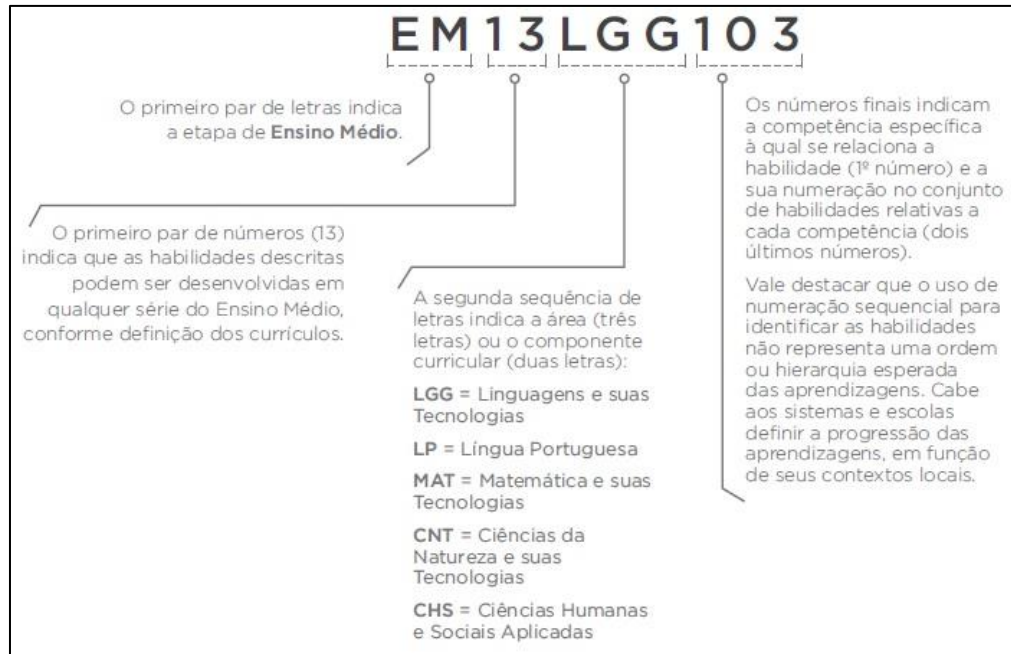 EM13LGG103
O primeiro par de letras indica
a etapa de Ensino Médio.
O primeiro par de números (13)
indica que as habilidades descritas
podem ser desenvolvidas em
qualquer série do Ensino Médio,
conforme definição dos currículos.
A segunda sequência de
letras indica a área (três
letras) ou o componente
curricular (duas letras):
LGG = Linguagens e suas
Tecnologias
LP = Língua Portuguesa
MAT = Matemática e suas
Tecnologias
CNT = Ciências da
Natureza e suas
Tecnologias
CHS = Ciências Humanas
e Sociais Aplicadas
Os números finais indicam
a competência específica
à qual se relaciona a
habilidade (1º número) e a
sua numeração no conjunto
de habilidades relativas a
cada competência (dois
últimos números).
Vale destacar que o uso de
numeração sequencial para
identificar as habilidades
não representa uma ordem
ou hierarquia esperada
das aprendizagens. Cabe
aos sistemas e escolas
definir a progressão das
aprendizagens, em função
de seus contextos locais.